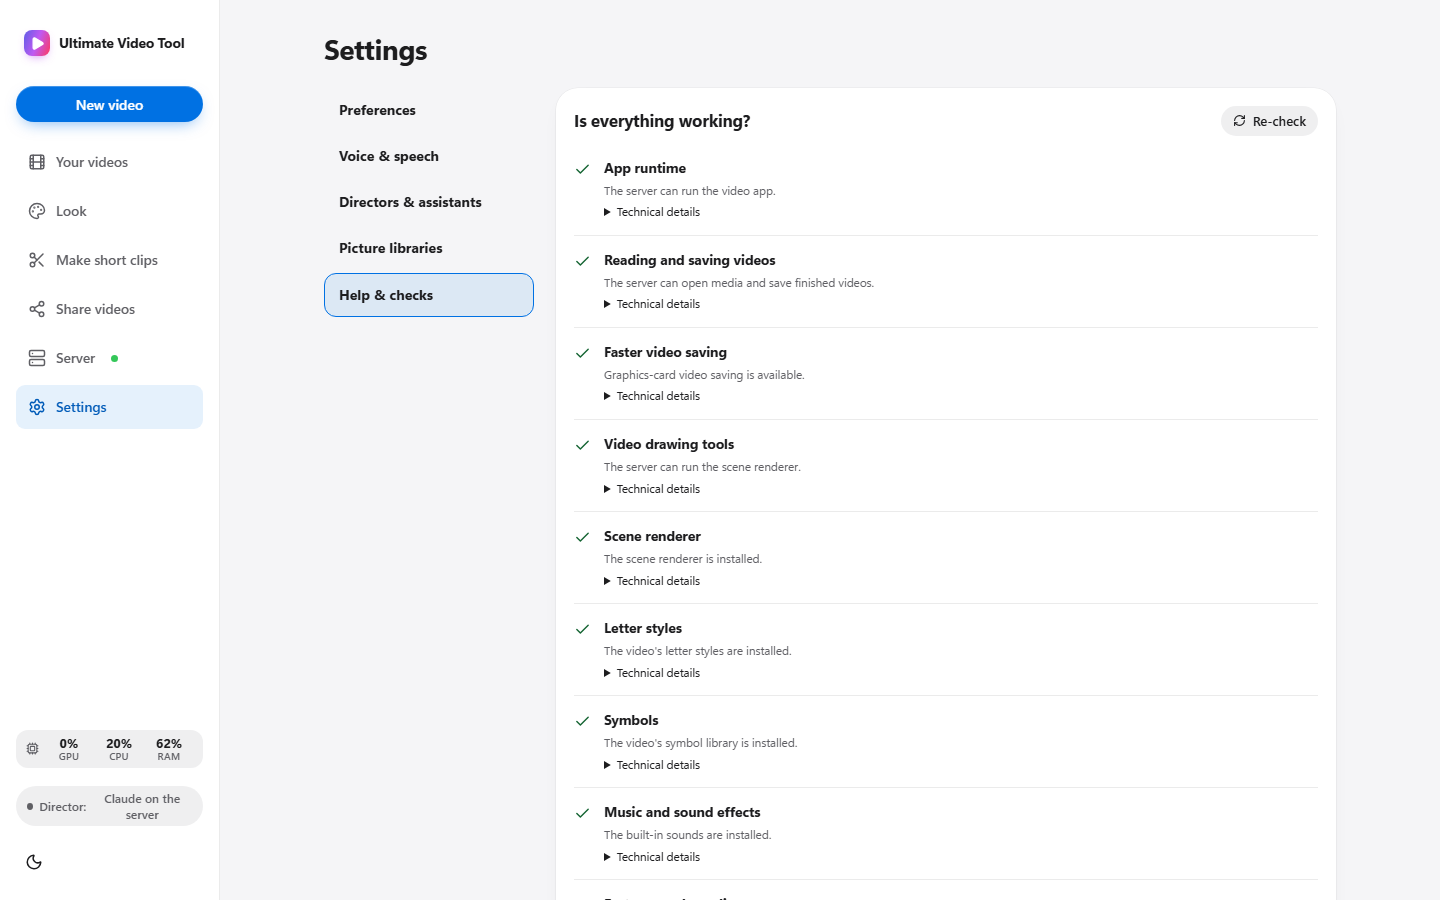 Ultimate Video Tool
New video
Your videos
Look
Make short clips
Share videos
Server
Settings
0%
GPU
20%
CPU
62%
RAM
Director:
Claude on the
server
Settings
Preferences
Voice & speech
Directors & assistants
Picture libraries
Help & checks
Is everything working?
Re-check
App runtime
The server can run the video app.
Technical details
Reading and saving videos
The server can open media and save finished videos.
Technical details
Faster video saving
Graphics-card video saving is available.
Technical details
Video drawing tools
The server can run the scene renderer.
Technical details
Scene renderer
The scene renderer is installed.
Technical details
Letter styles
The video's letter styles are installed.
Technical details
Symbols
The video's symbol library is installed.
Technical details
Music and sound effects
The built-in sounds are installed.
Technical details